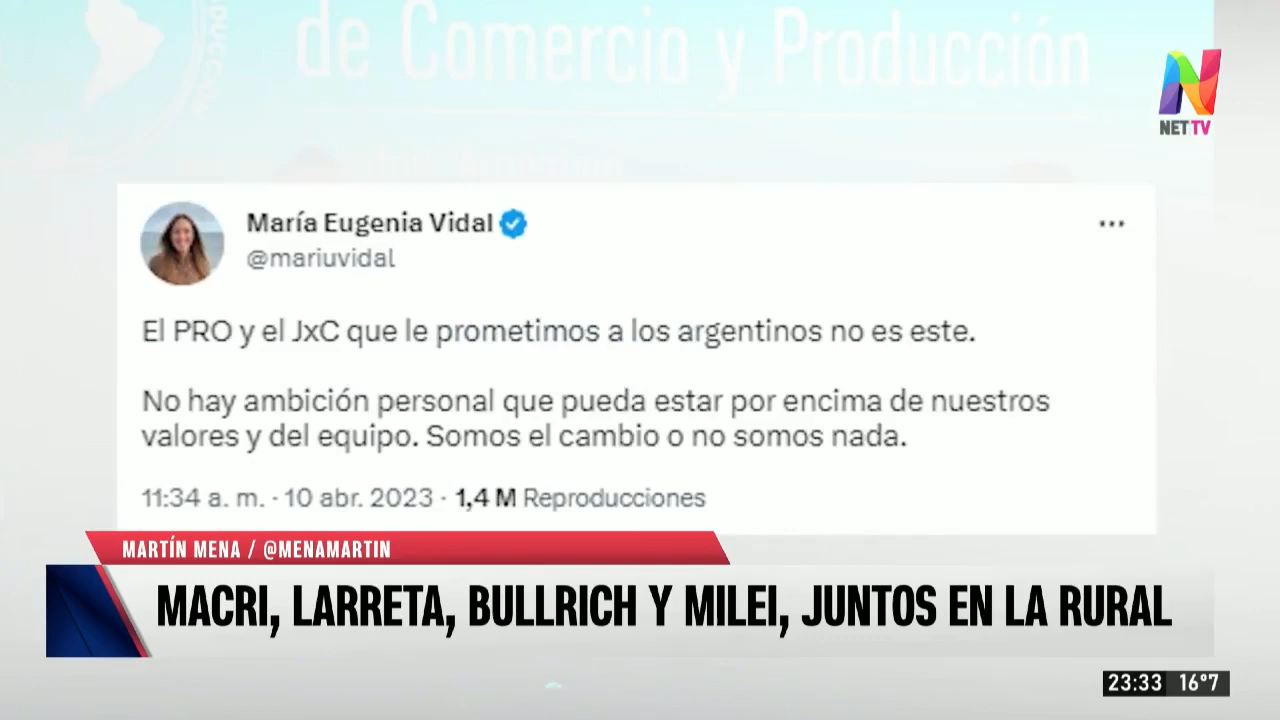 de Comercio y Producción
NET TV
María Eugenia Vidal
@mariuvidal
El PRO y el JxC que le prometimos a los argentinos no es este.
No hay ambición personal que pueda estar por encima de nuestros
valores y del equipo. Somos el cambio o no somos nada.
11:34 a. m. · 10 abr. 2023 · 1,4 M Reproducciones
MARTÍN MENA / @MENAMARTIN
MACRI, LARRETA, BULLRICH Y MILEI, JUNTOS EN LA RURAL
23:33 16°7